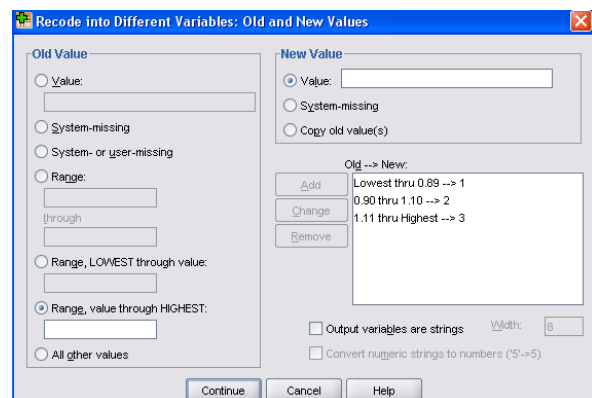 Recode into Different Variables: Old and New Values
Old Value
Value:
System-missing
System- or user-missing
Range:
through
Range, LOWEST through value:
Range, value through HIGHEST:
All other values
New Value
Value:
System-missing
Copy old value(s)
Old --> New:
Add
Change
Remove
Lowest thru 0.89 --> 1
0.90 thru 1.10 --> 2
1.11 thru Highest --> 3
Output variables are strings Width: 8
Convert numeric strings to numbers ('5'->5)
Continue Cancel Help